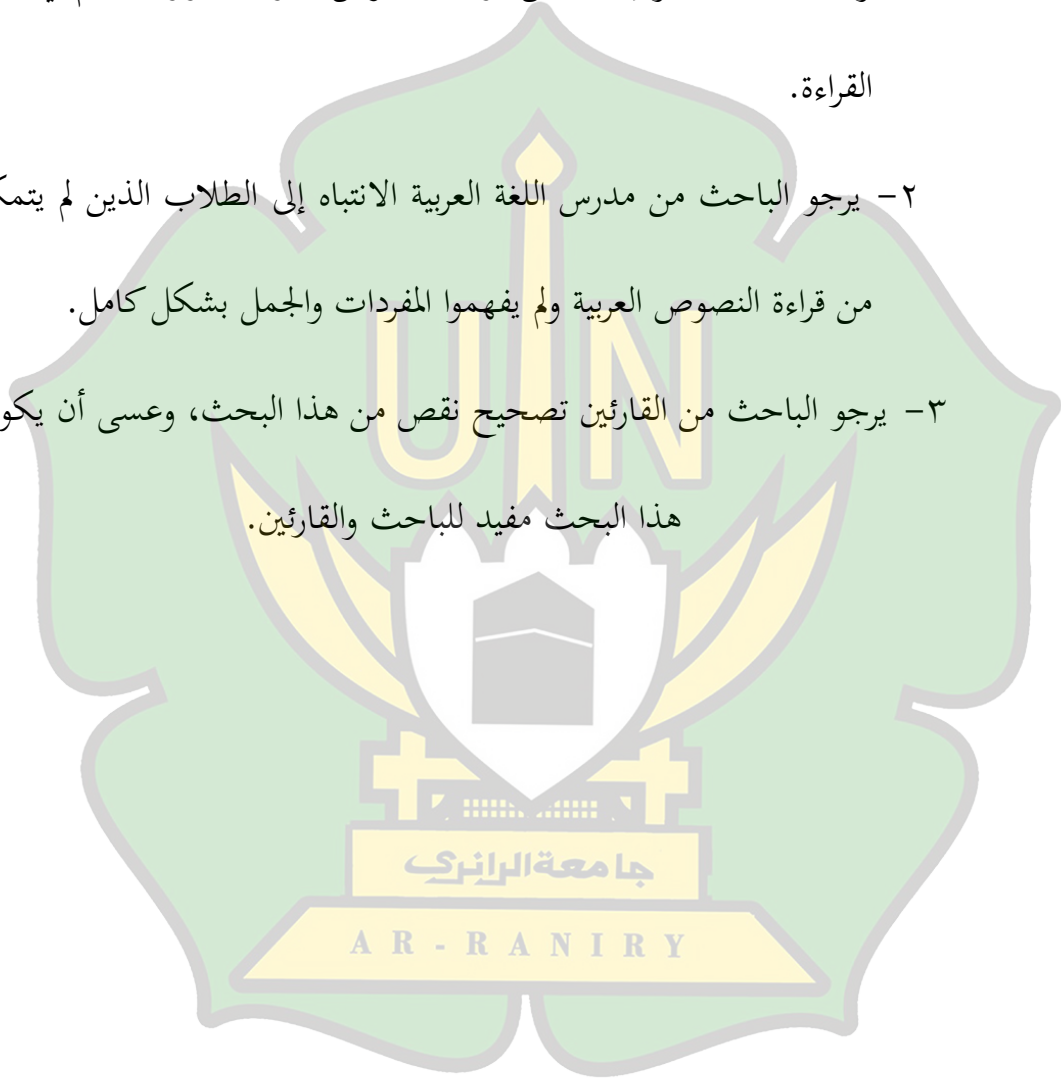 القراءة.
٢- يرجو الباحث من مدرس اللغة العربية الانتباه إلى الطلاب الذين لم
من قراءة النصوص العربية ولم يفهموا المفردات والجمل بشكل كامل.
٣- يرجو الباحث من القارئين تصحيح نقص من هذا البحث، وعسى أن
هذا البحث مفيد للباحث والقارئين.
UIN
جامعة الرانري
AR-RANIRY